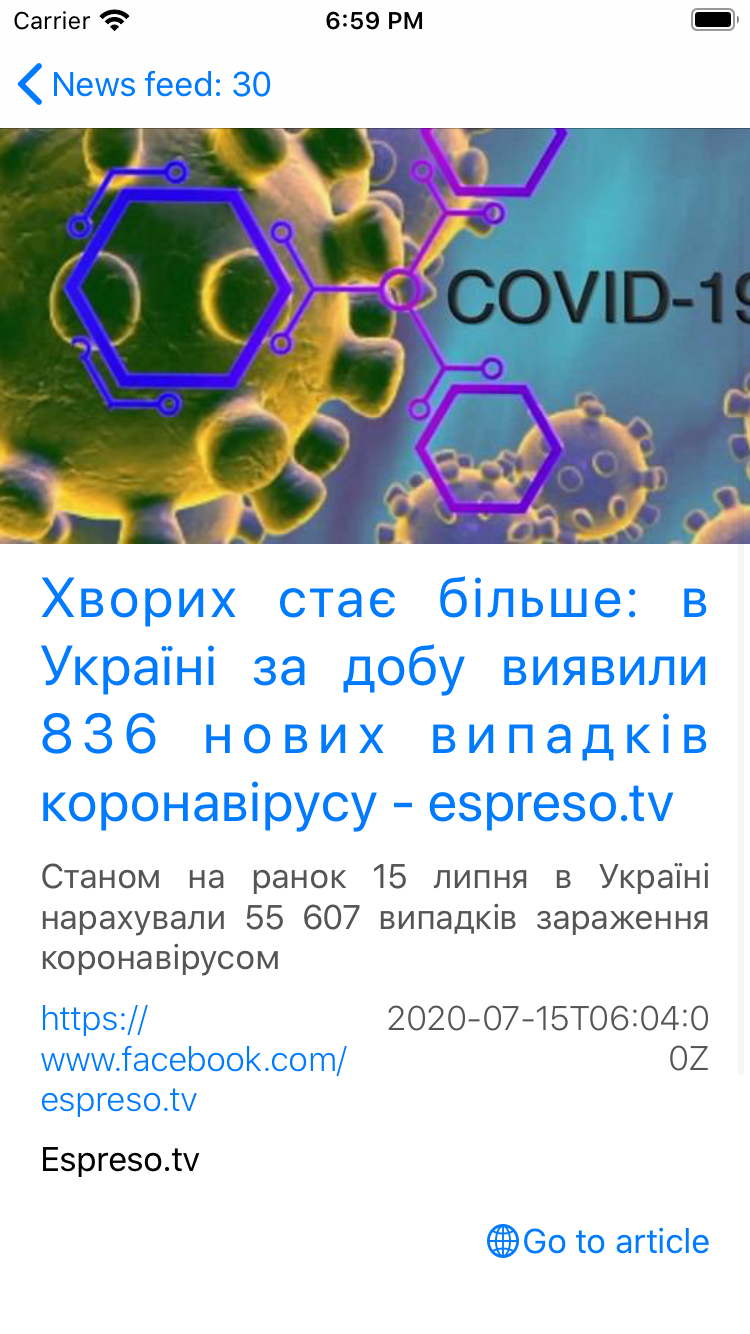 Carrier
6:59 PM
News feed: 30
COVID-19
Хворих стає більше: в
Україні за добу виявили
836 нових випадків
коронавірусу - espreso.tv
Станом на ранок 15 липня в Україні
нарахували 55 607 випадків зараження
коронавірусом
https://
www.facebook.com/
espreso.tv
2020-07-15T06:04:0
0Z
Espreso.tv
Go to article